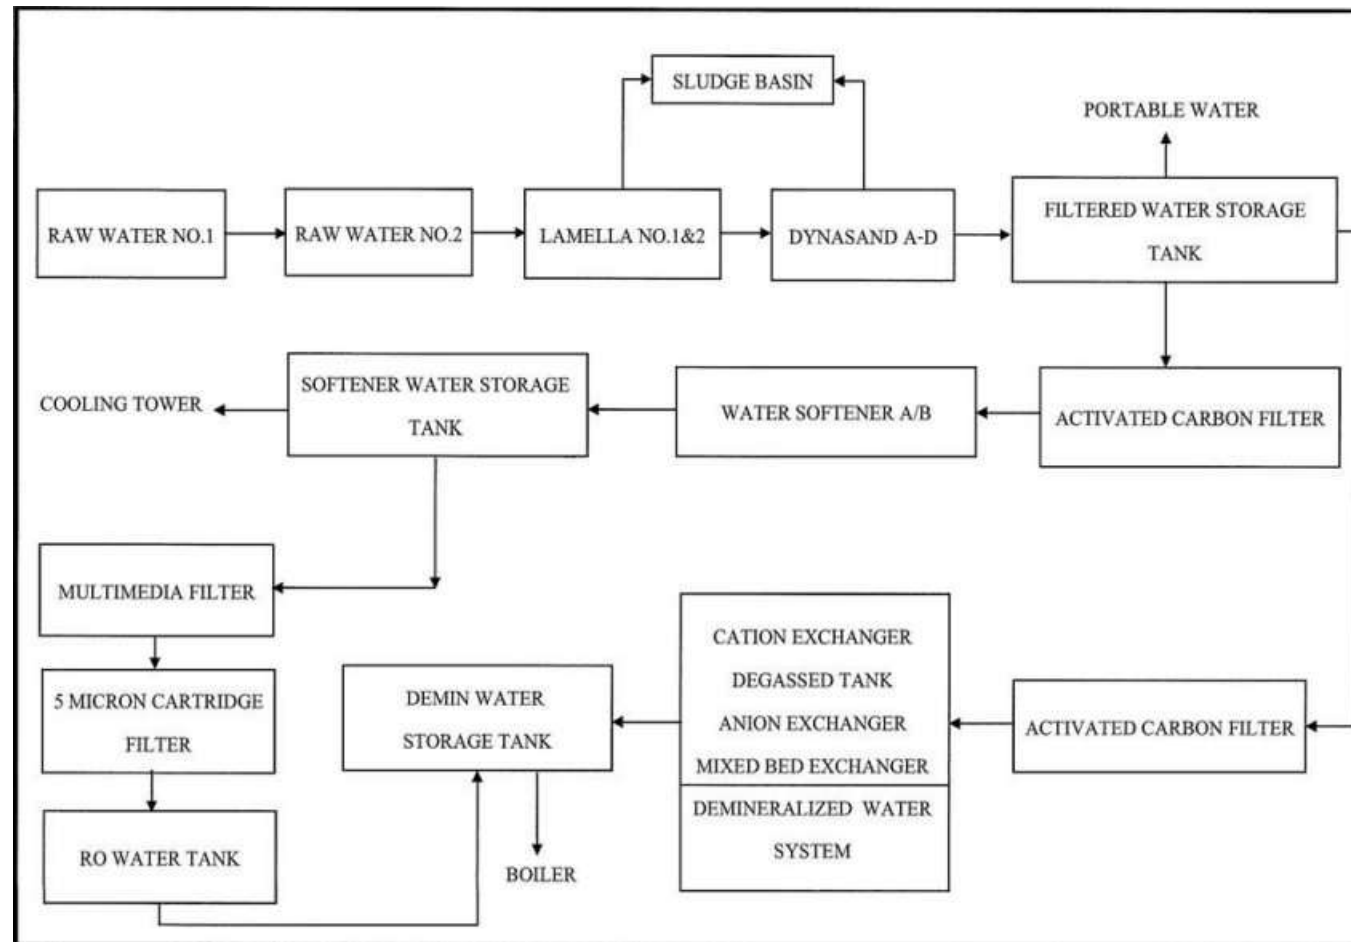 SLUDGE BASIN
PORTABLE WATER
RAW WATER NO.1
RAW WATER NO.2
LAMELLA NO.1&2
DYNASAND A-D
FILTERED WATER STORAGE
TANK
COOLING TOWER
SOFTENER WATER STORAGE
TANK
WATER SOFTENER A/B
ACTIVATED CARBON FILTER
MULTIMEDIA FILTER
5 MICRON CARTRIDGE
FILTER
RO WATER TANK
DEMIN WATER
STORAGE TANK
BOILER
CATION EXCHANGER
DEGASSED TANK
ANION EXCHANGER
MIXED BED EXCHANGER
DEMINERALIZED WATER
SYSTEM
ACTIVATED CARBON FILTER